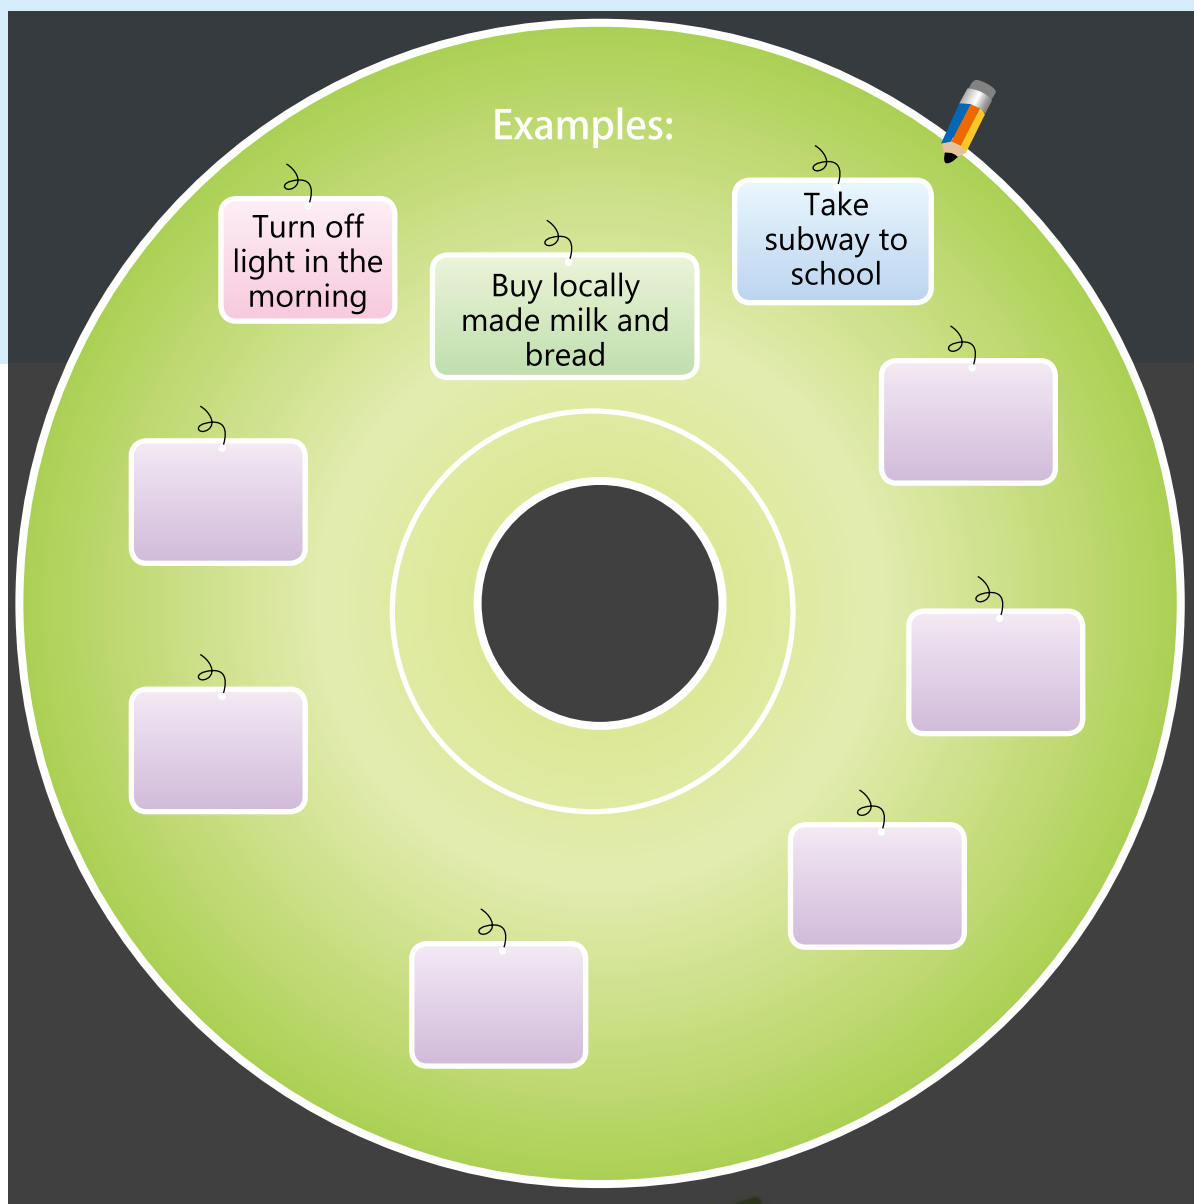 Examples:
Turn off
light in the
morning
Buy locally
made milk and
bread
Take
subway to
school